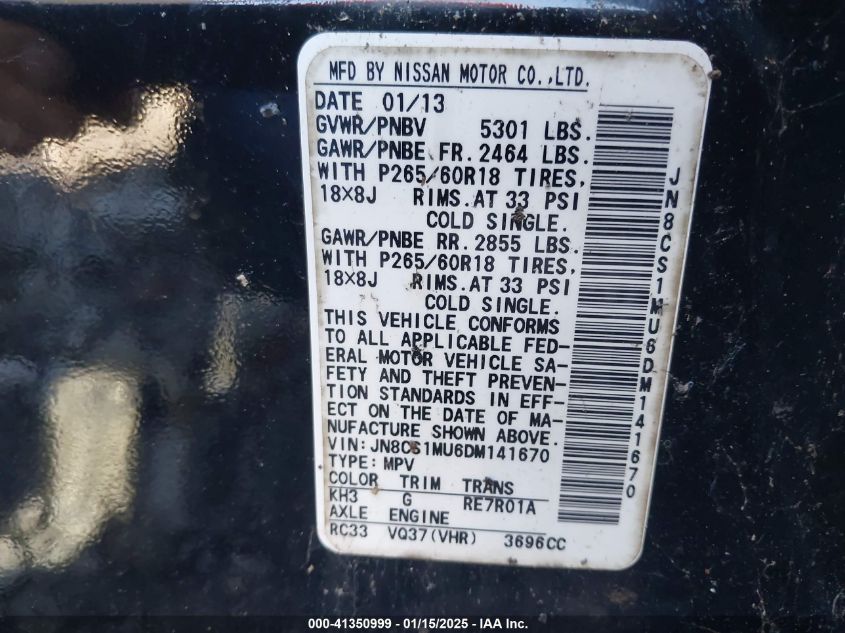 MFD BY NISSAN MOTOR CO.,LTD.
DATE 01/13
GVWR/PNBV 5301 LBS.
GAWR/PNBE FR. 2464 LBS.
WITH P265/60R18 TIRES,
18X8J RIMS.AT 33 PSI
COLD SINGLE.
GAWR/PNBE RR. 2855 LBS.
WITH P265/60R18 TIRES,
18X8J RIMS.AT 33 PSI
COLD SINGLE.
THIS VEHICLE CONFORMS
TO ALL APPLICABLE FED-
ERAL MOTOR VEHICLE SA-
FETY AND THEFT PREVEN-
TION STANDARDS IN EFF-
ECT ON THE DATE OF MA-
NUFACTURE SHOWN ABOVE.
VIN: JN8CS1MU6DM141670
TYPE: MPV
COLOR TRIM TRANS
KH3 G RE7R01A
AXLE ENGINE
RC33 VQ37(VHR) 3696CC
JN8CS1MU6DM141670
000-41350999 - 01/15/2025 - IAA Inc.